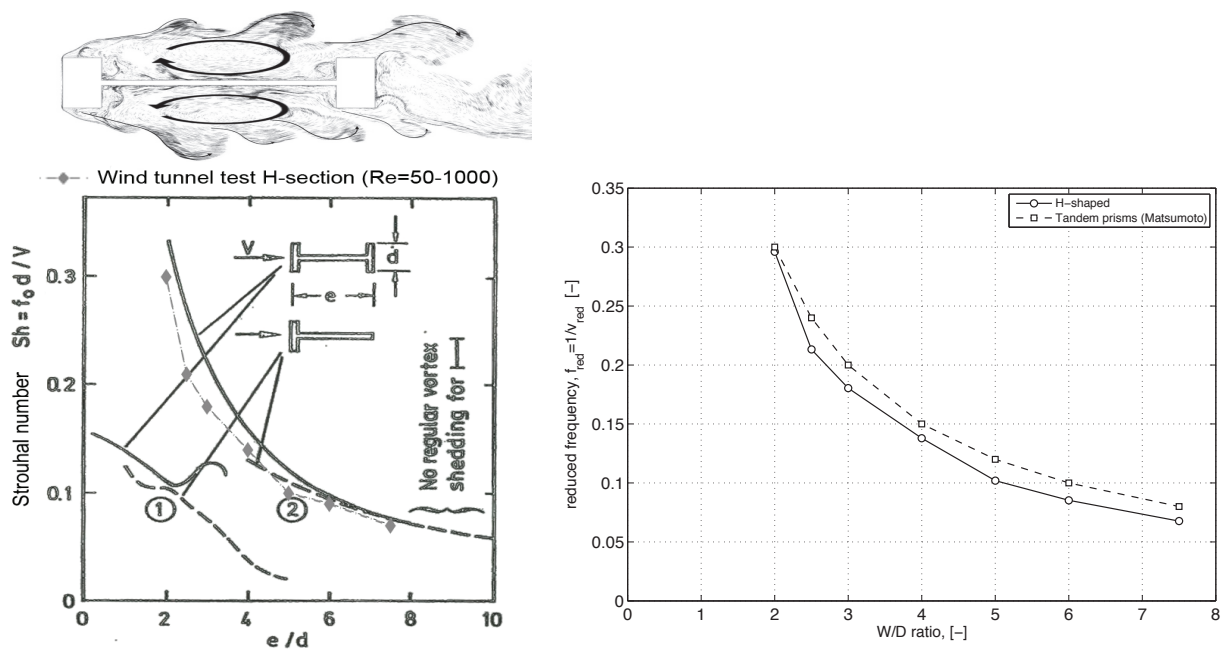 Wind tunnel test H-section (Re=50-1000)
Strouhal number Sh = f₀ d / V
0.3
0.2
0.1
0
0
2
4
6
8
10
e/d
V
d
e
1
2
No regular vortex
shedding for
0.35
0.3
0.25
0.2
0.15
0.1
0.05
0
0
1
2
3
4
5
6
7
8
H-shaped
Tandem prisms (Matsumoto)
reduced frequency, f_red=1/v_red [-]
W/D ratio, [-]